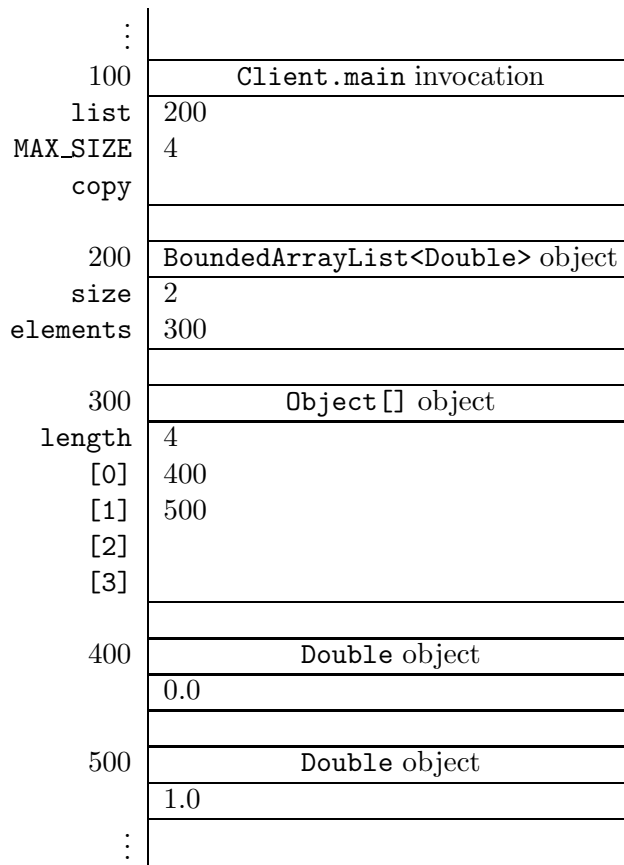 ⋮
100 Client.main invocation
list 200
MAX_SIZE 4
copy
200 BoundedArrayList<Double> object
size 2
elements 300
300 Object[] object
length 4
[0] 400
[1] 500
[2]
[3]
400 Double object
0.0
500 Double object
1.0
⋮